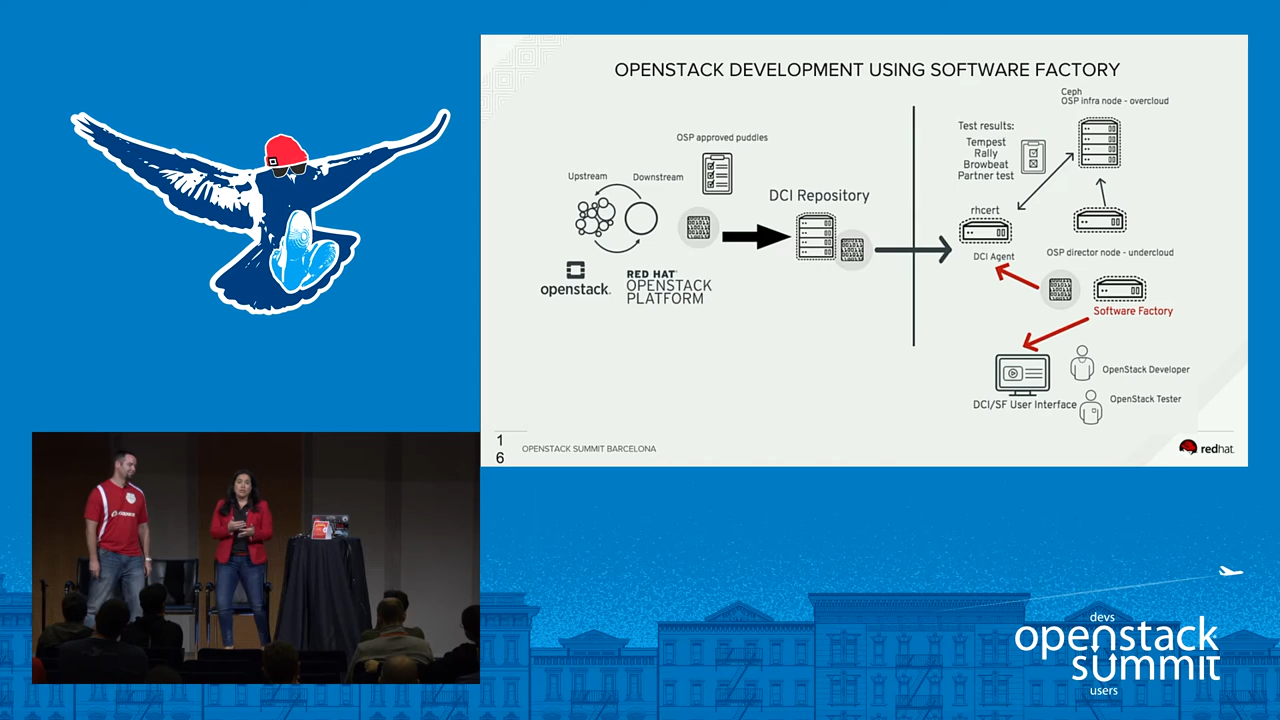 OPENSTACK DEVELOPMENT USING SOFTWARE FACTORY
Ceph
OSP infra node - overcloud
Test results:
Tempest
Rally
Browbeat
Partner test
OSP approved puddles
Upstream
Downstream
DCI Repository
rhcert
DCI Agent
OSP director node - undercloud
openstack.
RED HAT
OPENSTACK
PLATFORM
Software Factory
OpenStack Developer
OpenStack Tester
DCI/SF User Interface
1
6
OPENSTACK SUMMIT BARCELONA
redhat.
devs
openstack
summit
users